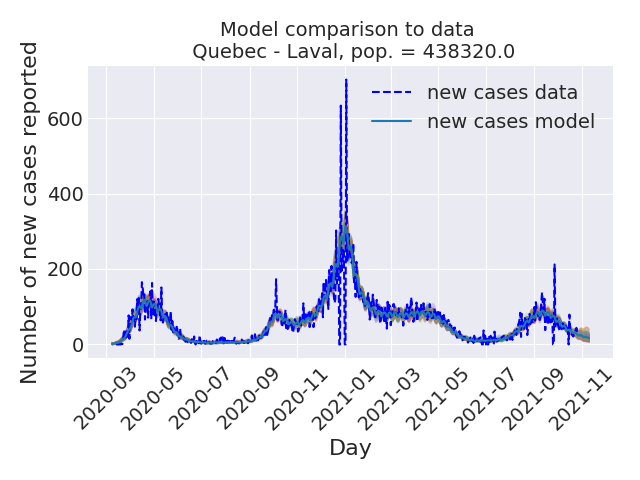 Model comparison to data
Quebec - Laval, pop. = 438320.0
new cases data
new cases model
Number of new cases reported
600
400
200
0
2020-03
2020-05
2020-07
2020-09
2020-11
2021-01
2021-03
2021-05
2021-07
2021-09
2021-11
Day